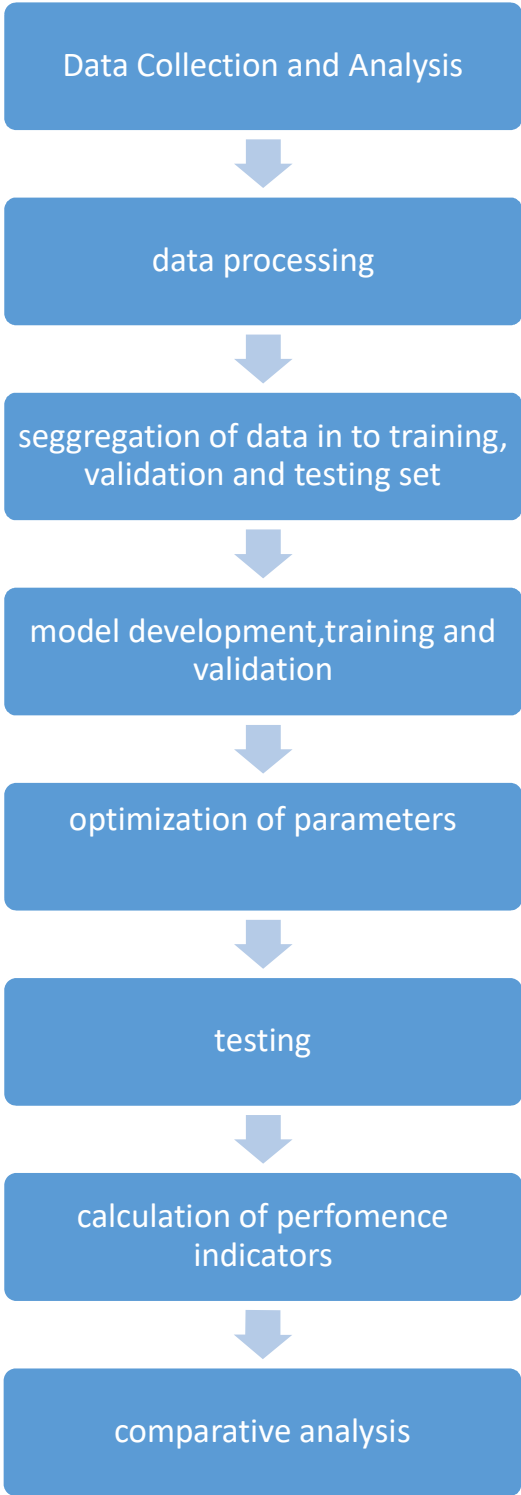 Data Collection and Analysis
data processing
seggregation of data in to training,
validation and testing set
model development,training and
validation
optimization of parameters
testing
calculation of perfomence
indicators
comparative analysis